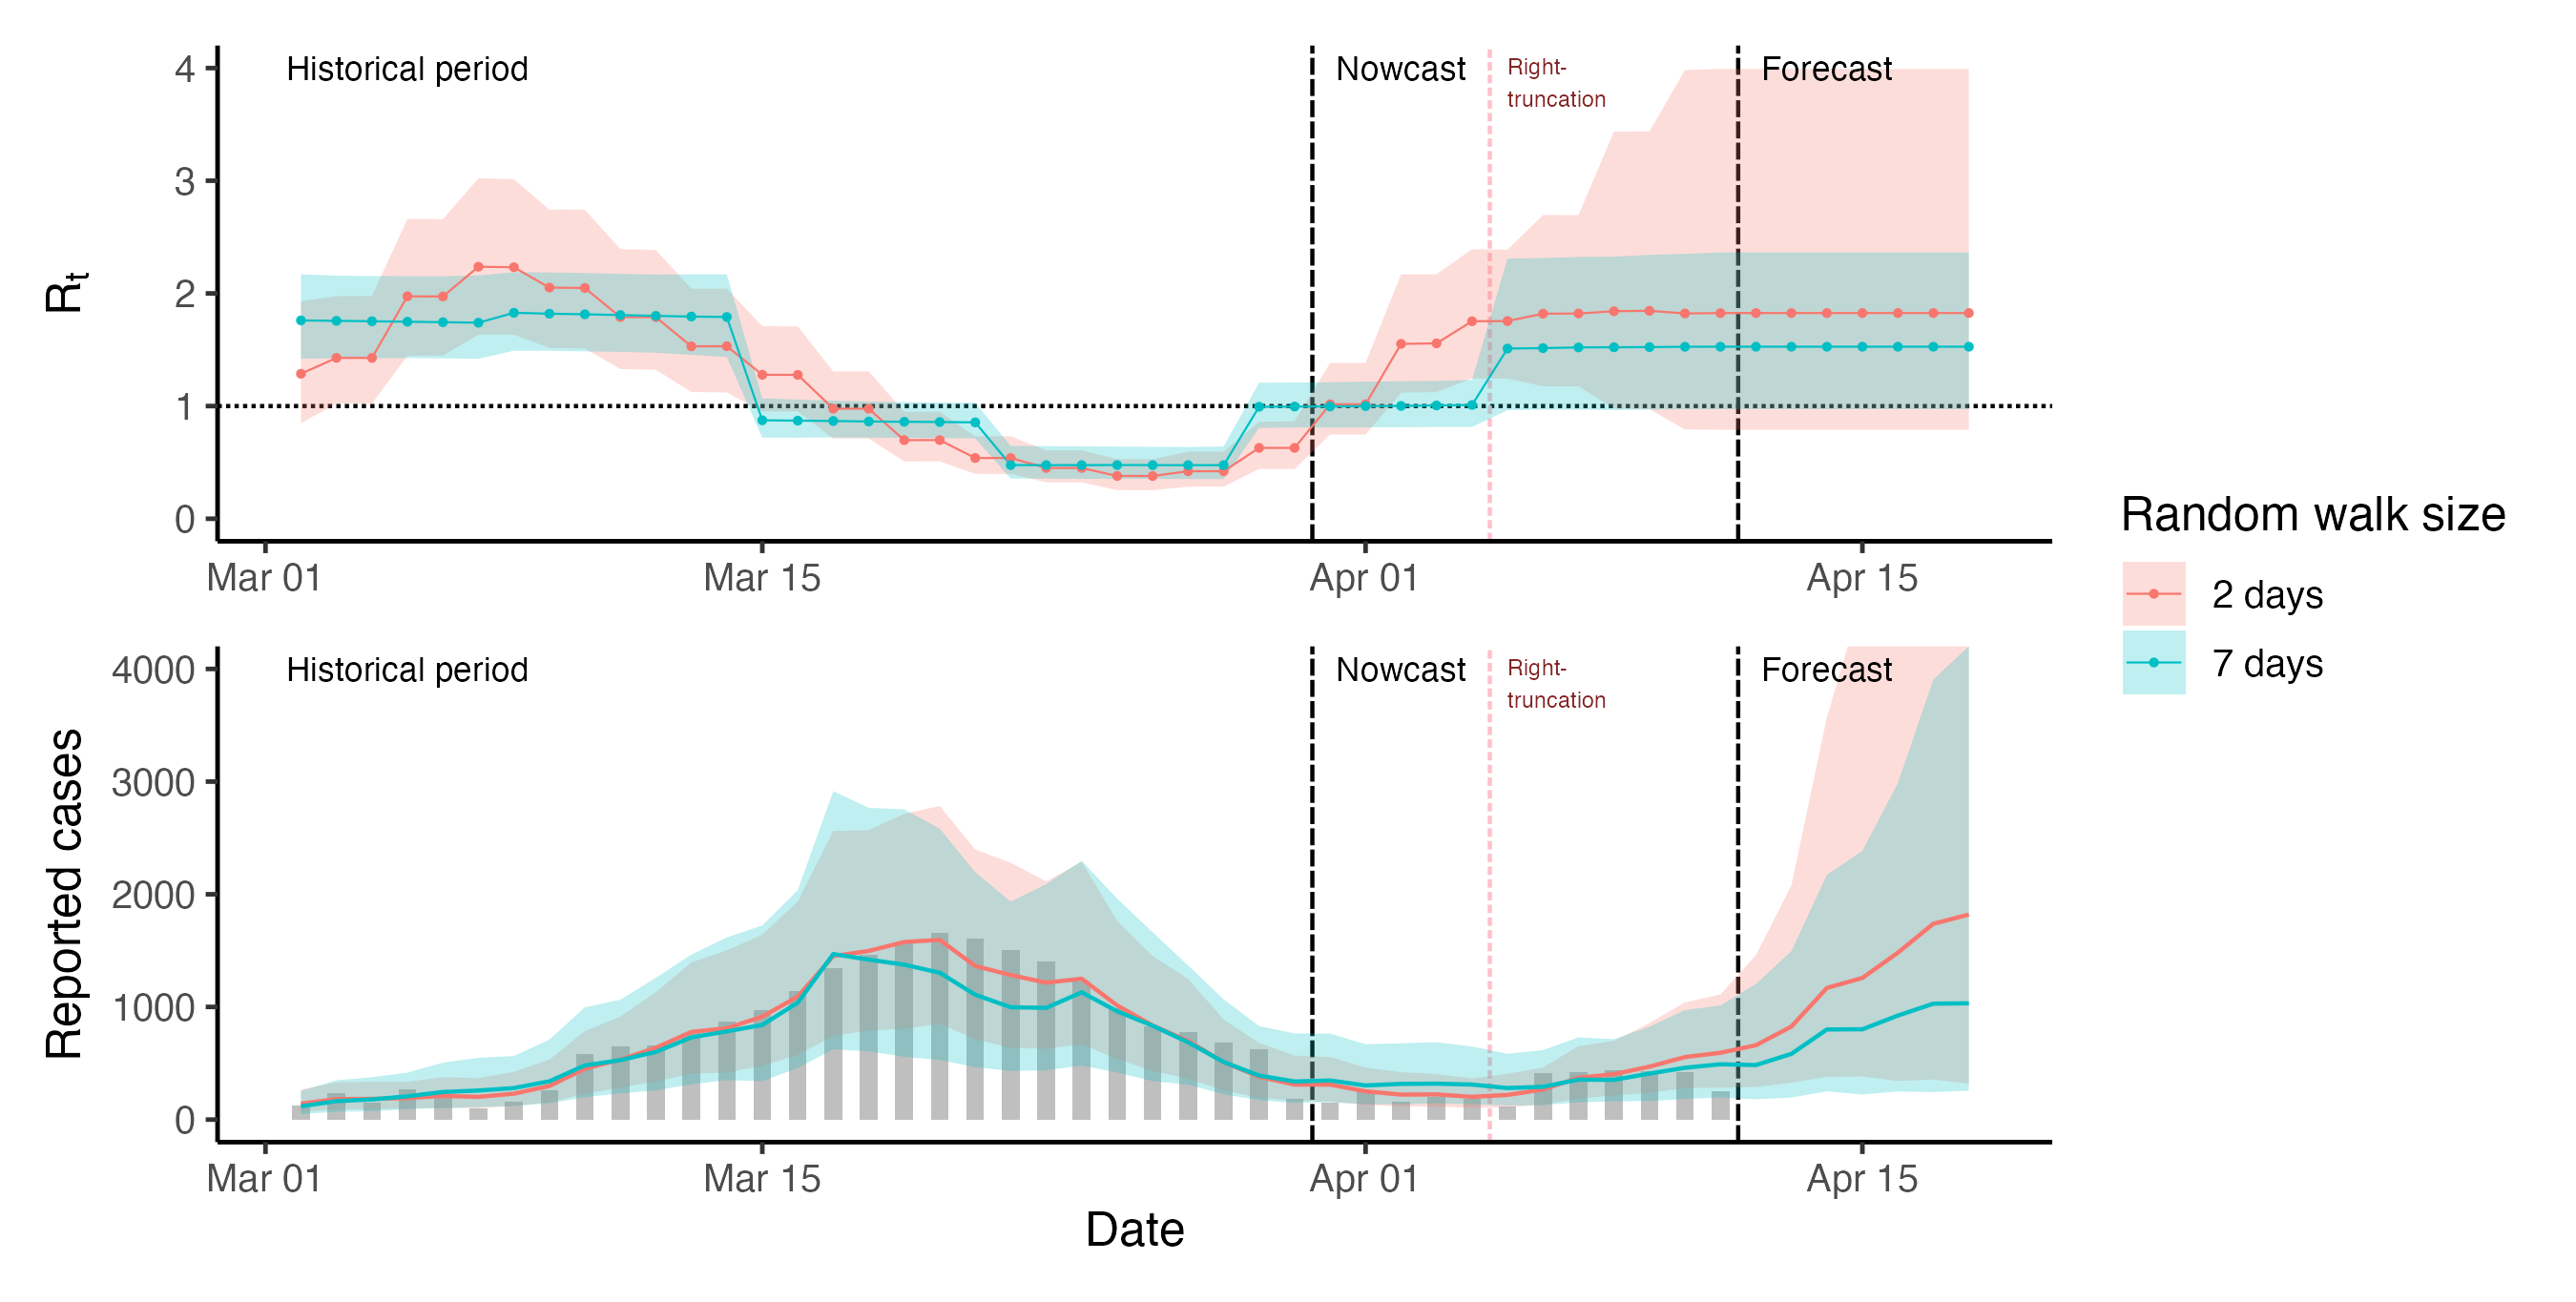 Historical period
Nowcast
Right-
truncation
Forecast
4
3
2
1
0
Rt
Mar 01
Mar 15
Apr 01
Apr 15
Historical period
Nowcast
Right-
truncation
Forecast
4000
3000
2000
1000
0
Reported cases
Mar 01
Mar 15
Apr 01
Apr 15
Date
Random walk size
2 days
7 days